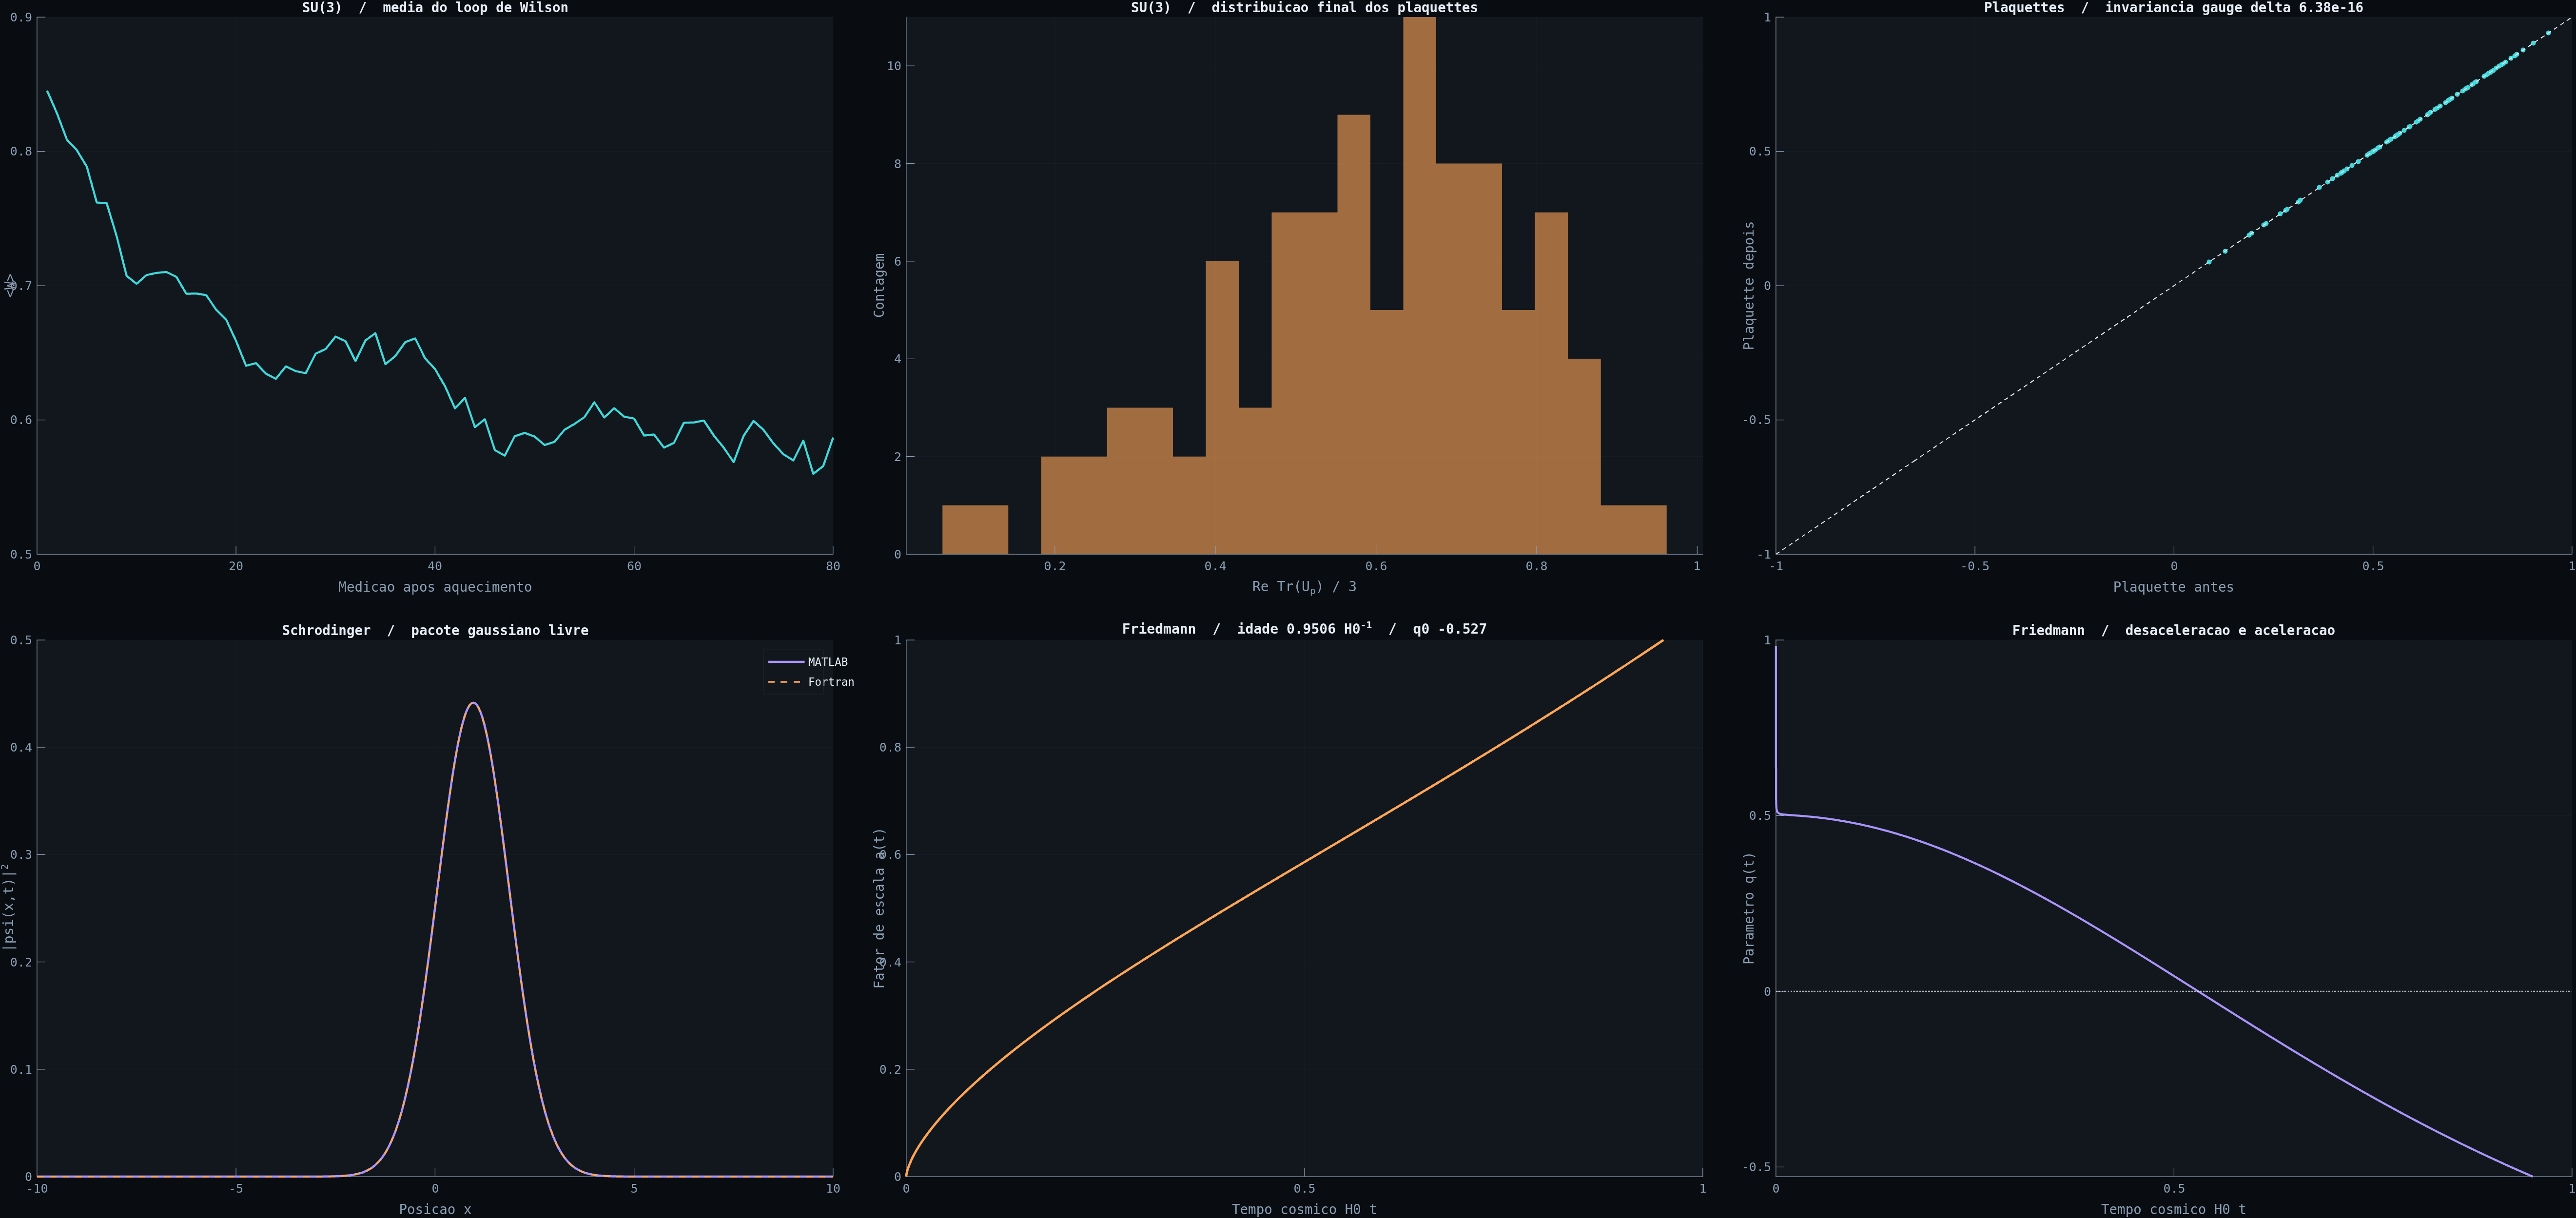 SU(3)  /  media do loop de Wilson
0.9
0.8
0.7
0.6
0.5
<W>
0
20
40
60
80
Medicao apos aquecimento
SU(3)  /  distribuicao final dos plaquettes
10
8
6
4
2
0
Contagem
0.2
0.4
0.6
0.8
1
Re Tr(Up) / 3
Plaquettes  /  invariancia gauge delta 6.38e-16
1
0.5
0
-0.5
-1
Plaquette depois
-1
-0.5
0
0.5
1
Plaquette antes
Schrodinger  /  pacote gaussiano livre
0.5
0.4
0.3
0.2
0.1
0
|psi(x,t)|²
MATLAB
Fortran
-10
-5
0
5
10
Posicao x
Friedmann  /  idade 0.9506 H0⁻¹  /  q0 -0.527
1
0.8
0.6
0.4
0.2
0
Fator de escala a(t)
0
0.5
1
Tempo cosmico H0 t
Friedmann  /  desaceleracao e aceleracao
1
0.5
0
-0.5
Parametro q(t)
0
0.5
1
Tempo cosmico H0 t